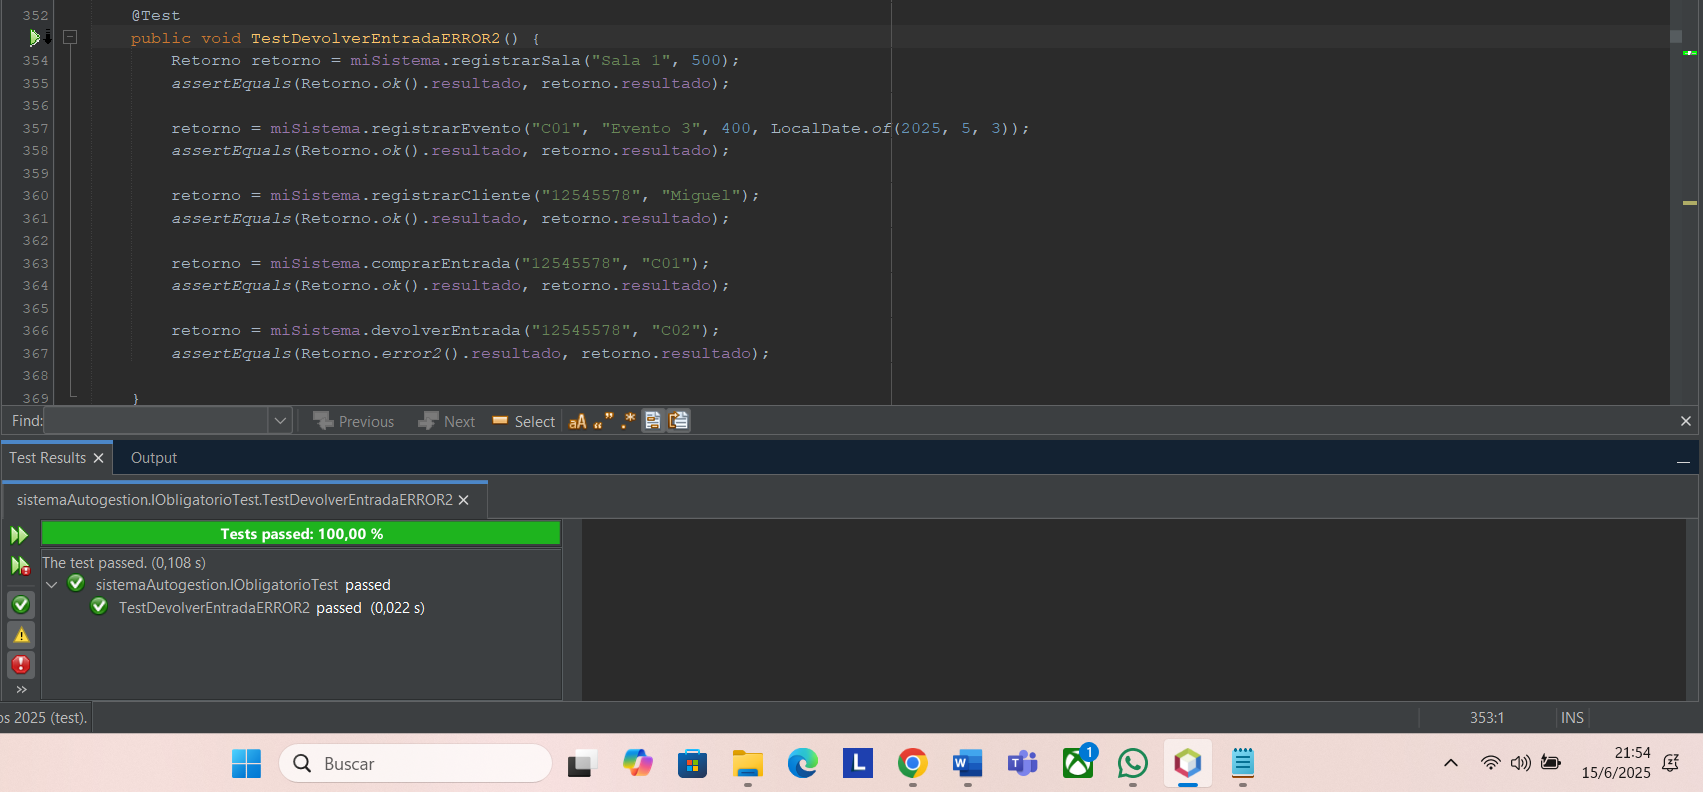 352 @Test
public void TestDevolverEntradaERROR2() {
354 Retorno retorno = miSistema.registrarSala("Sala 1", 500);
355 assertEquals(Retorno.ok().resultado, retorno.resultado);
356
357 retorno = miSistema.registrarEvento("C01", "Evento 3", 400, LocalDate.of(2025, 5, 3));
358 assertEquals(Retorno.ok().resultado, retorno.resultado);
359
360 retorno = miSistema.registrarCliente("12545578", "Miguel");
361 assertEquals(Retorno.ok().resultado, retorno.resultado);
362
363 retorno = miSistema.comprarEntrada("12545578", "C01");
364 assertEquals(Retorno.ok().resultado, retorno.resultado);
365
366 retorno = miSistema.devolverEntrada("12545578", "C02");
367 assertEquals(Retorno.error2().resultado, retorno.resultado);
368
369 }
Find: Previous Next Select aA “” .*
Test Results Output
sistemaAutogestion.IObligatorioTest.TestDevolverEntradaERROR2
Tests passed: 100,00 %
The test passed. (0,108 s)
sistemaAutogestion.IObligatorioTest passed
TestDevolverEntradaERROR2 passed (0,022 s)
os 2025 (test). 353:1 INS
Buscar L W T 1
21:54
15/6/2025